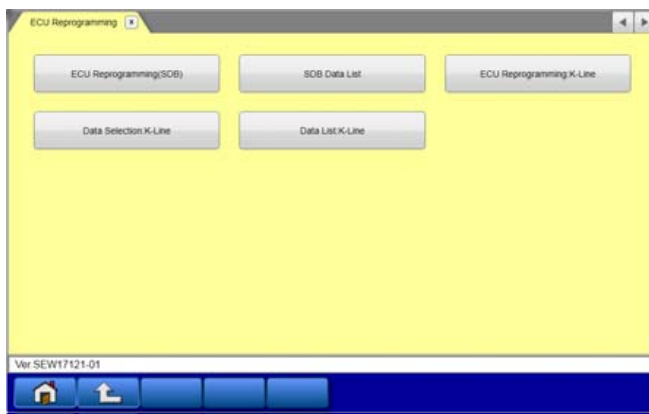 ECU Reprogramming
ECU Reprogramming(SDB)
SDB Data List
ECU Reprogramming:K-Line
Data Selection:K-Line
Data List:K-Line
Ver.SEW17121-01